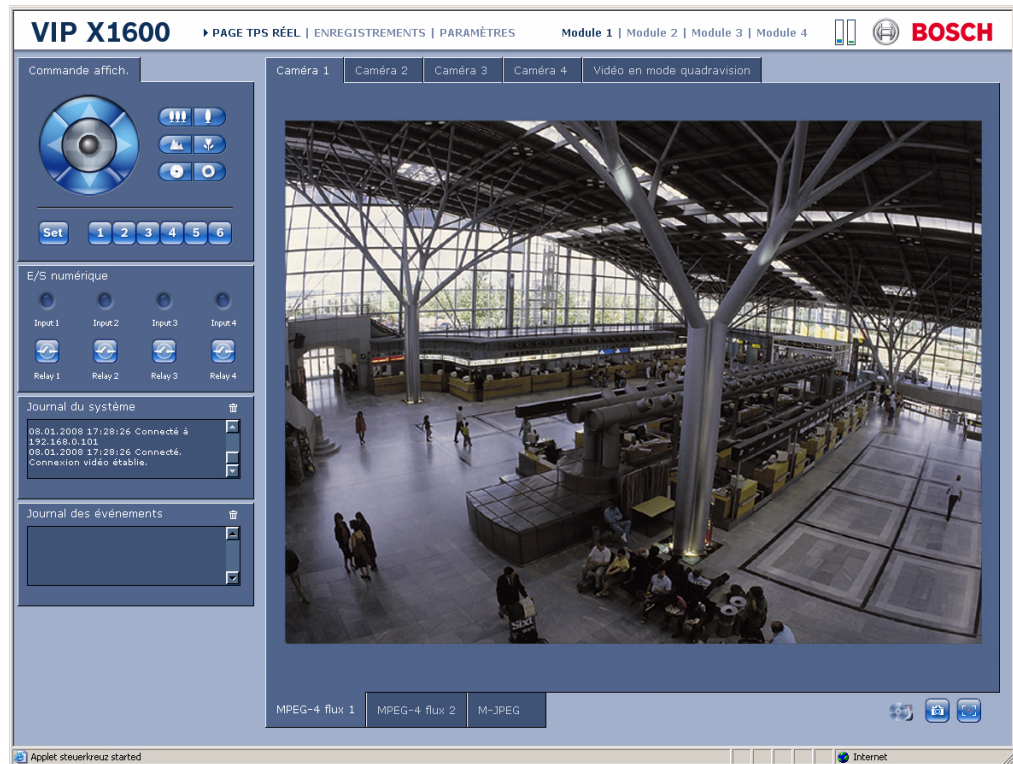 VIP X1600
PAGE TPS RÉEL | ENREGISTREMENTS | PARAMÈTRES
Module 1 | Module 2 | Module 3 | Module 4
BOSCH
Commande affich.
Caméra 1
Caméra 2
Caméra 3
Caméra 4
Vidéo en mode quadravision
Set
1 2 3 4 5 6
E/S numérique
Input 1 Input 2 Input 3 Input 4
Relay 1 Relay 2 Relay 3 Relay 4
Journal du système
08.01.2008 17:28:26 Connecté à
192.168.0.101
08.01.2008 17:28:26 Connecté.
Connexion vidéo établie.
Journal des événements
Sixt
MPEG-4 flux 1
MPEG-4 flux 2
M-JPEG
Applet steuerkreuz started
Internet